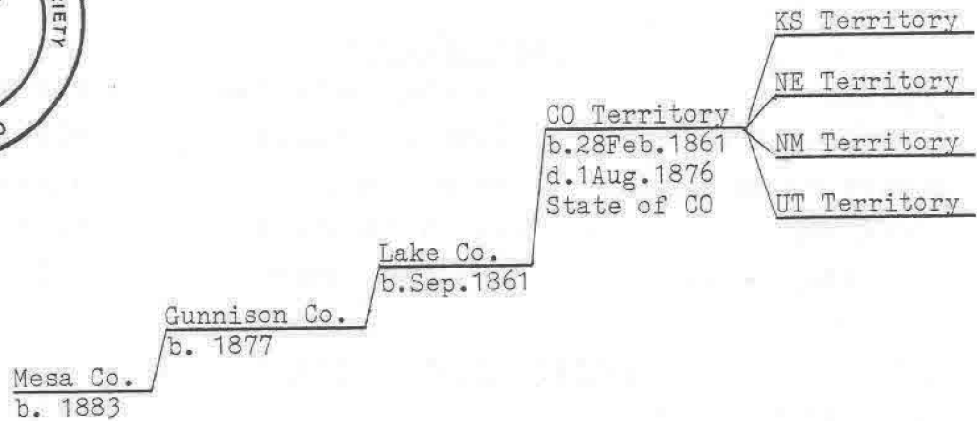 IETY
KS Territory
NE Territory
CO Territory
b.28Feb.1861
d.1Aug.1876
State of CO
NM Territory
UT Territory
Lake Co.
b.Sep.1861
Gunnison Co.
b. 1877
Mesa Co.
b. 1883